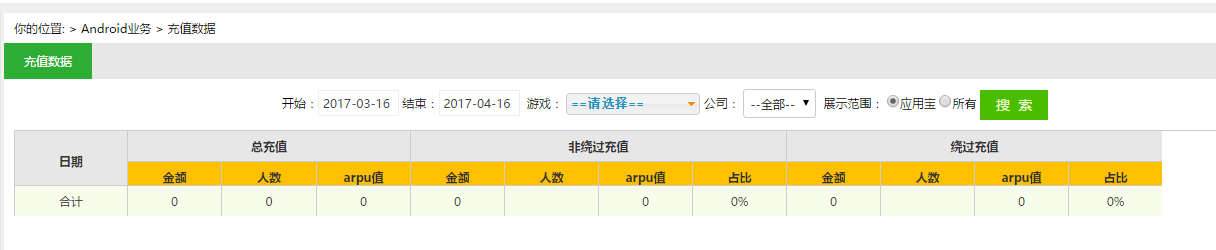 你的位置: > Android业务 > 充值数据
充值数据
开始： 2017-03-16 结束： 2017-04-16 游戏： ==请选择== 公司： --全部-- 展示范围： 应用宝 所有 搜 索
日期 总充值 非绕过充值 绕过充值
金额 人数 arpu值 金额 人数 arpu值 占比 金额 人数 arpu值 占比
合计 0 0 0 0 0 0% 0 0 0%